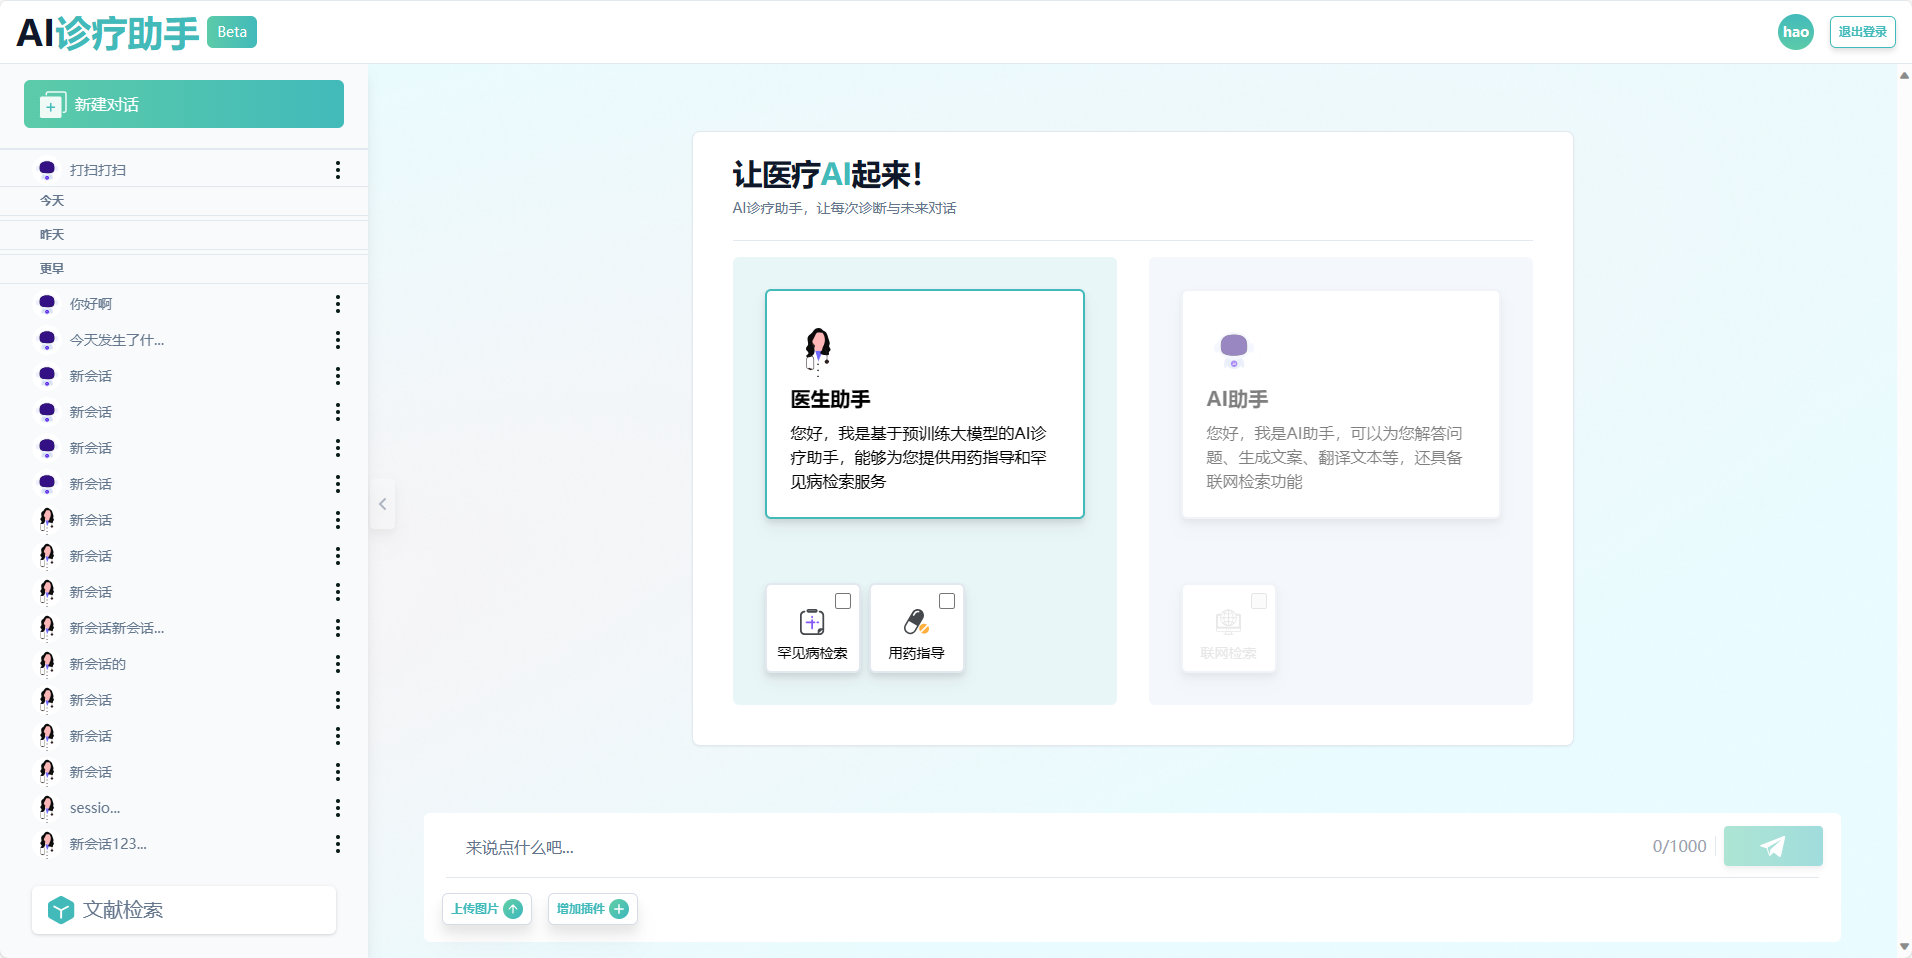 AI诊疗助手 Beta
hao
退出登录
新建对话
打扫打扫
今天
昨天
更早
你好啊
今天发生了什...
新会话
新会话
新会话
新会话
新会话
新会话
新会话
新会话新会话...
新会话的
新会话
新会话
新会话
sessio...
新会话123...
文献检索
让医疗AI起来！
AI诊疗助手，让每次诊断与未来对话
医生助手
您好，我是基于预训练大模型的AI诊
疗助手，能够为您提供用药指导和罕
见病检索服务
罕见病检索
用药指导
AI助手
您好，我是AI助手，可以为您解答问
题、生成文案、翻译文本等，还具备
联网检索功能
联网检索
来说点什么吧...
0/1000
上传图片
增加插件